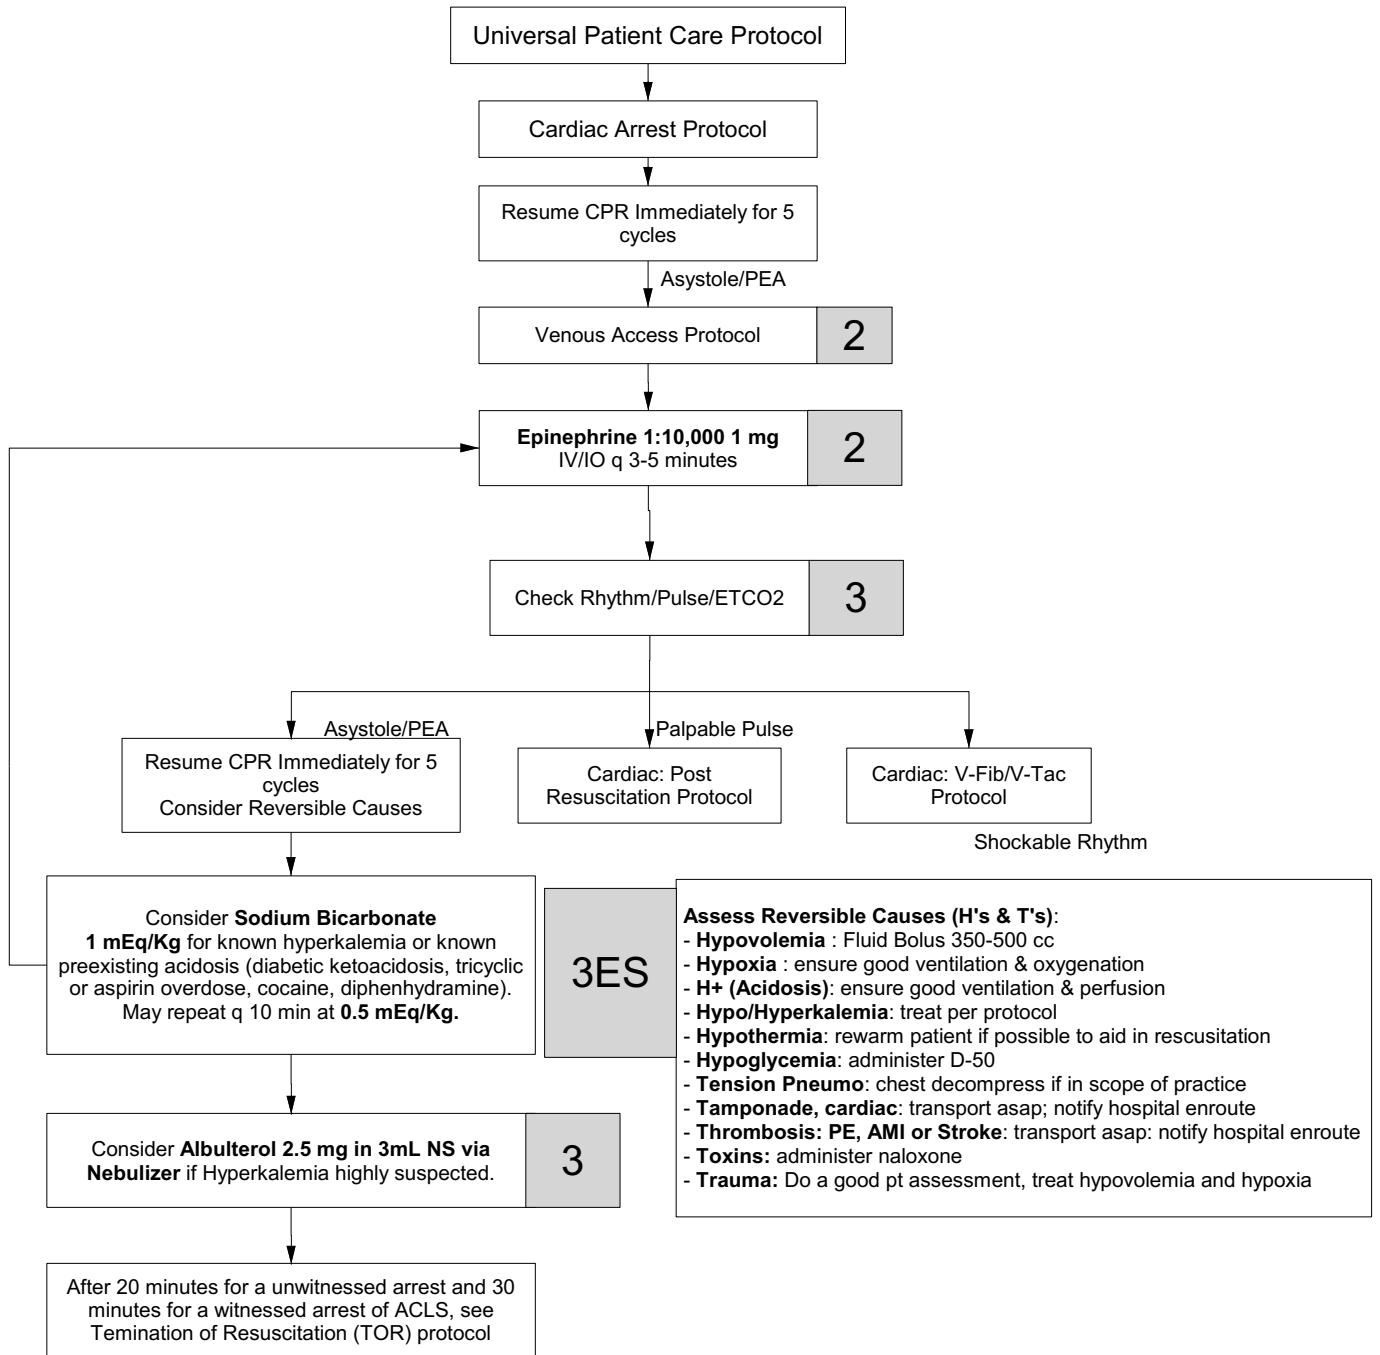 Universal Patient Care Protocol
Cardiac Arrest Protocol
Resume CPR Immediately for 5
cycles
Asystole/PEA
Venous Access Protocol
2
Epinephrine 1:10,000 1 mg
IV/IO q 3-5 minutes
2
Check Rhythm/Pulse/ETCO2
3
Asystole/PEA
Resume CPR Immediately for 5
cycles
Consider Reversible Causes
Palpable Pulse
Cardiac: Post
Resuscitation Protocol
Cardiac: V-Fib/V-Tac
Protocol
Shockable Rhythm
Consider Sodium Bicarbonate
1 mEq/Kg for known hyperkalemia or known
preexisting acidosis (diabetic ketoacidosis, tricyclic
or aspirin overdose, cocaine, diphenhydramine).
May repeat q 10 min at 0.5 mEq/Kg.
3ES
Assess Reversible Causes (H's & T's):
- Hypovolemia : Fluid Bolus 350-500 cc
- Hypoxia : ensure good ventilation & oxygenation
- H+ (Acidosis): ensure good ventilation & perfusion
- Hypo/Hyperkalemia: treat per protocol
- Hypothermia: rewarm patient if possible to aid in rescusitation
- Hypoglycemia: administer D-50
- Tension Pneumo: chest decompress if in scope of practice
- Tamponade, cardiac: transport asap; notify hospital enroute
- Thrombosis: PE, AMI or Stroke: transport asap: notify hospital enroute
- Toxins: administer naloxone
- Trauma: Do a good pt assessment, treat hypovolemia and hypoxia
Consider Albulterol 2.5 mg in 3mL NS via
Nebulizer if Hyperkalemia highly suspected.
3
After 20 minutes for a unwitnessed arrest and 30
minutes for a witnessed arrest of ACLS, see
Temination of Resuscitation (TOR) protocol